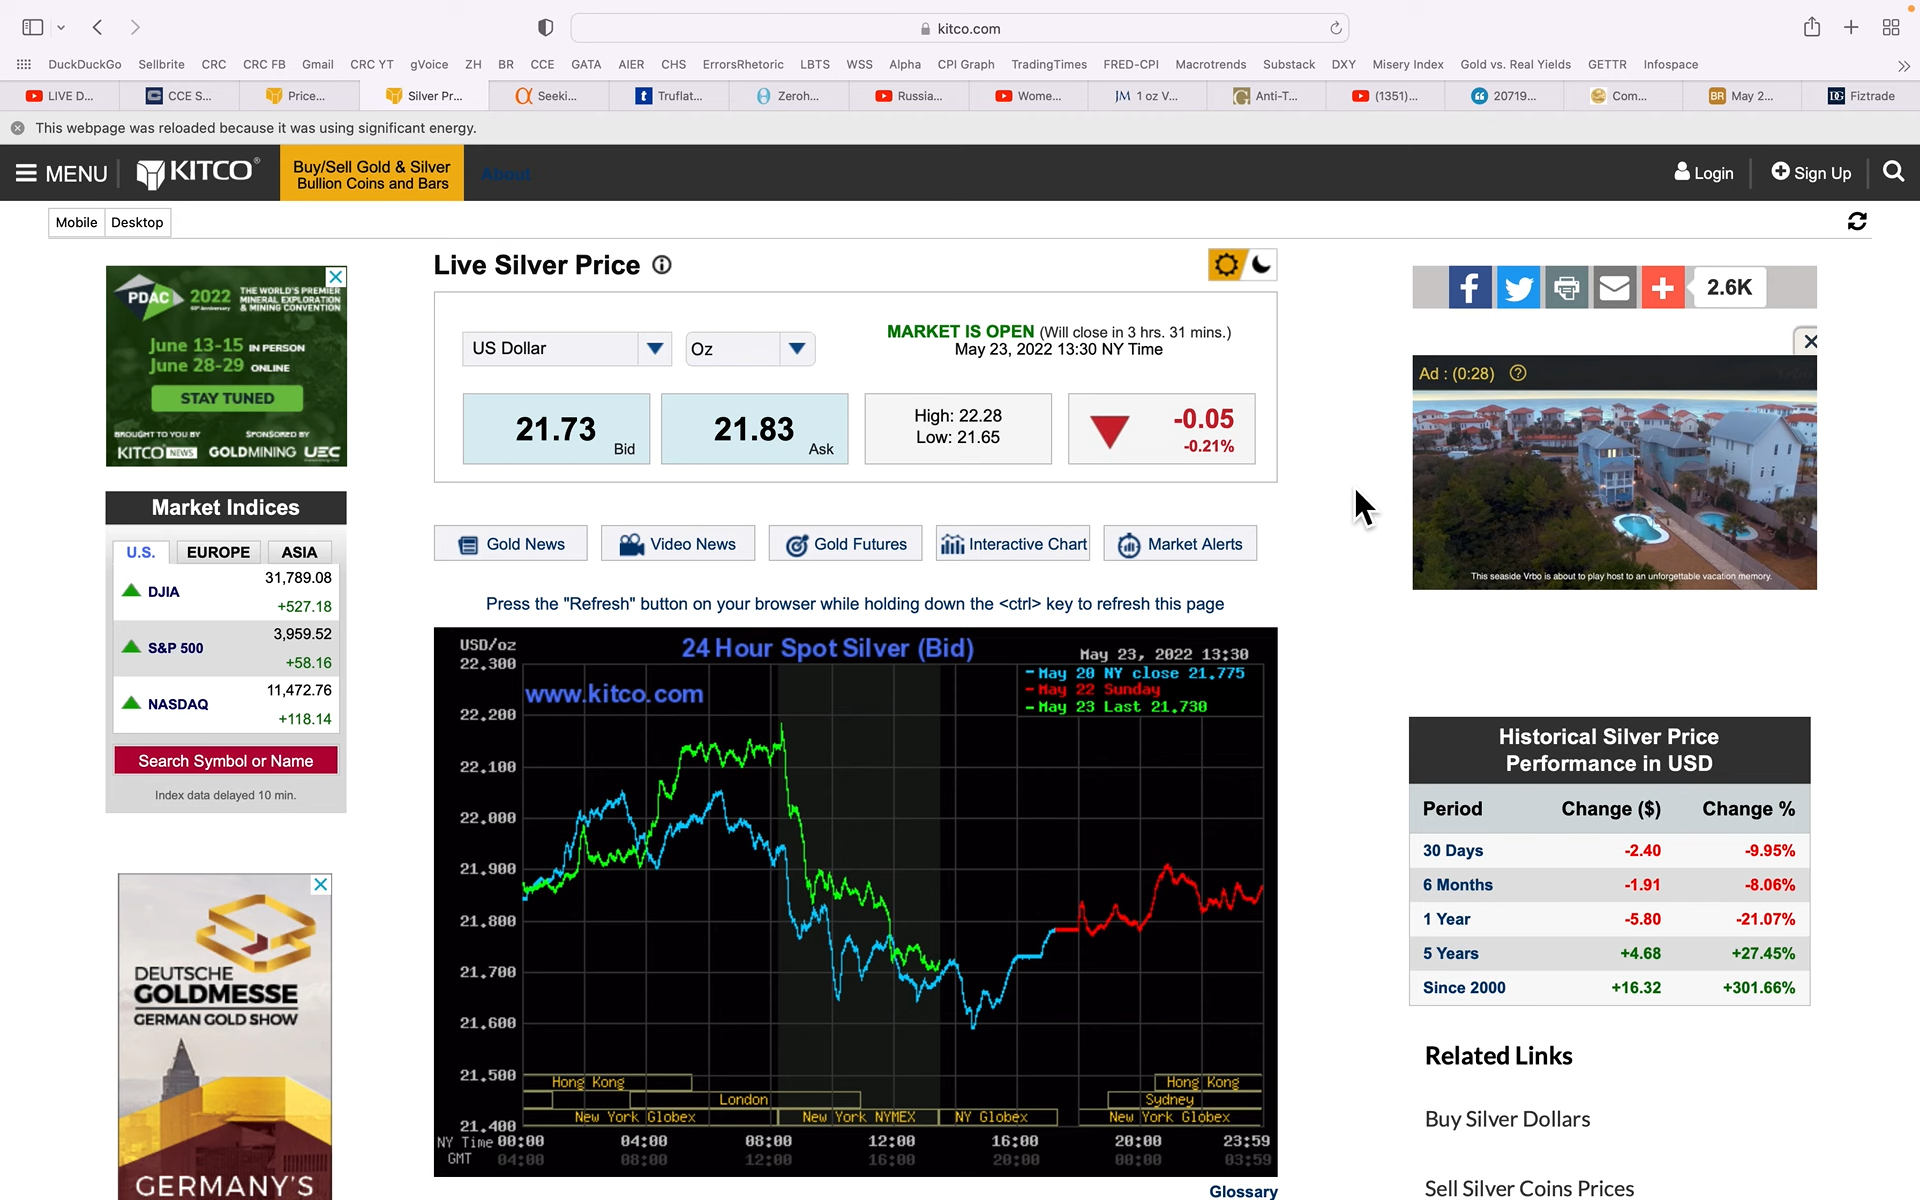 kitco.com
DuckDuckGo Sellbrite CRC CRC FB Gmail CRC YT gVoice ZH BR CCE GATA AIER CHS ErrorsRhetoric LBTS WSS Alpha CPI Graph TradingTimes FRED-CPI Macrotrends Substack DXY Misery Index Gold vs. Real Yields GETTR Infospace
LIVE D... CCE S... Price... Silver Pr... Seeki... Truflat... Zeroh... Russia... Wome... JM 1 oz V... Anti-T... (1351)... 20719... Com... BR May 2... DG Fiztrade
This webpage was reloaded because it was using significant energy.
MENU KITCO®
Buy/Sell Gold & Silver
Bullion Coins and Bars
About
Login Sign Up
Mobile Desktop
PDAC 2022 THE WORLD'S PREMIER
MINERAL EXPLORATION
& MINING CONVENTION
June 13-15 IN PERSON
June 28-29 ONLINE
STAY TUNED
BROUGHT TO YOU BY SPONSORED BY
KITCO NEWS GOLDMINING UEC
Market Indices
U.S. EUROPE ASIA
31,789.08
DJIA
+527.18
3,959.52
S&P 500
+58.16
11,472.76
NASDAQ
+118.14
Search Symbol or Name
Index data delayed 10 min.
DEUTSCHE
GOLDMESSE
GERMAN GOLD SHOW
GERMANY'S
Live Silver Price
US Dollar Oz
MARKET IS OPEN (Will close in 3 hrs. 31 mins.)
May 23, 2022 13:30 NY Time
21.73 Bid
21.83 Ask
High: 22.28
Low: 21.65
-0.05
-0.21%
Gold News Video News Gold Futures Interactive Chart Market Alerts
Press the "Refresh" button on your browser while holding down the <ctrl> key to refresh this page
USD/oz 24 Hour Spot Silver (Bid) May 23, 2022 13:30
www.kitco.com
May 20 NY close 21.775
May 22 Sunday
May 23 Last 21.730
22.300
22.200
22.100
22.000
21.900
21.800
21.700
21.600
21.500
21.400
Hong Kong Hong Kong
London Sydney
New York Globex New York NYMEX NY Globex New York Globex
NY Time 00:00 04:00 08:00 12:00 16:00 20:00 23:59
GMT 04:00 08:00 12:00 16:00 20:00 00:00 03:59
Glossary
2.6K
Ad : (0:28)
This seaside Vrbo is about to play host to an unforgettable vacation memory.
Historical Silver Price
Performance in USD
Period Change ($) Change %
30 Days -2.40 -9.95%
6 Months -1.91 -8.06%
1 Year -5.80 -21.07%
5 Years +4.68 +27.45%
Since 2000 +16.32 +301.66%
Related Links
Buy Silver Dollars
Sell Silver Coins Prices